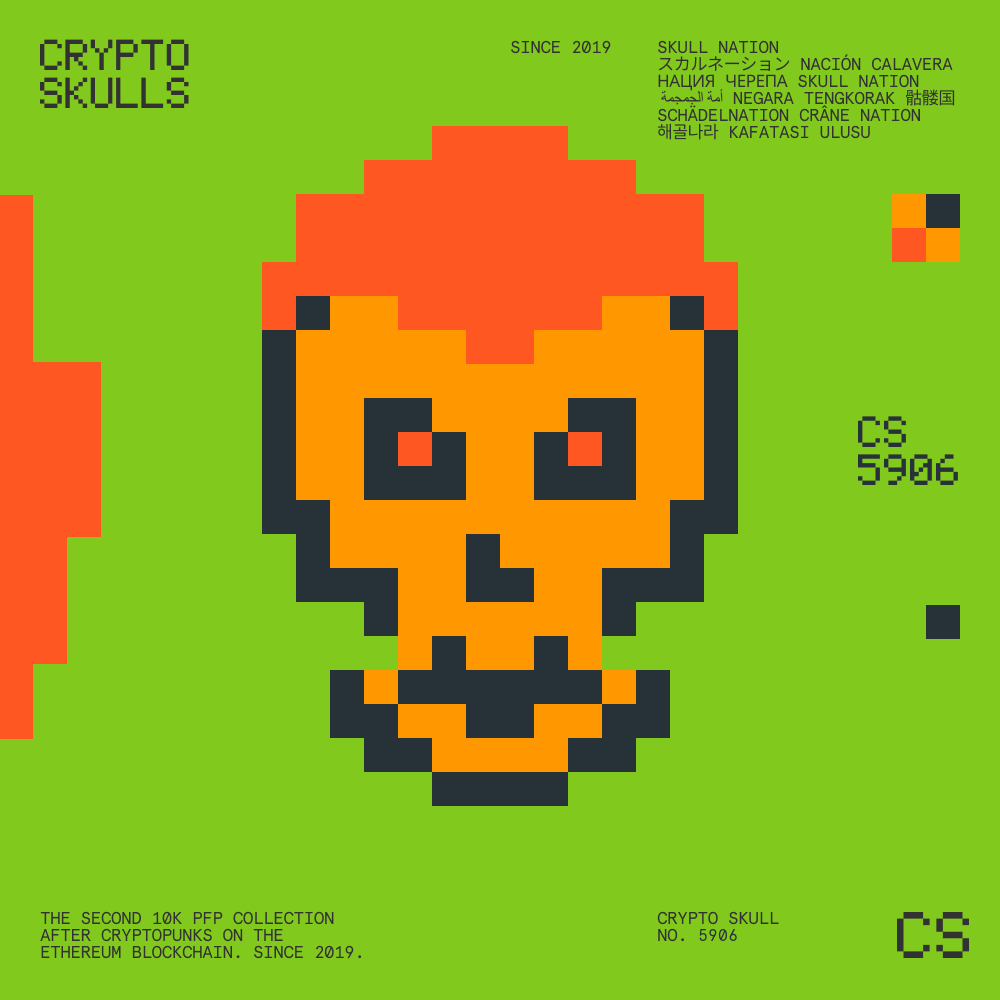 CRYPTO
SKULLS
SINCE 2019
SKULL NATION
スカルネーション NACIÓN CALAVERA
НАЦИЯ ЧЕРЕПА SKULL NATION
أمة الجمجمة NEGARA TENGKORAK 骷髅国
SCHÄDELNATION CRÂNE NATION
해골나라 KAFATASI ULUSU
CS
5906
THE SECOND 10K PFP COLLECTION
AFTER CRYPTOPUNKS ON THE
ETHEREUM BLOCKCHAIN. SINCE 2019.
CRYPTO SKULL
NO. 5906
CS